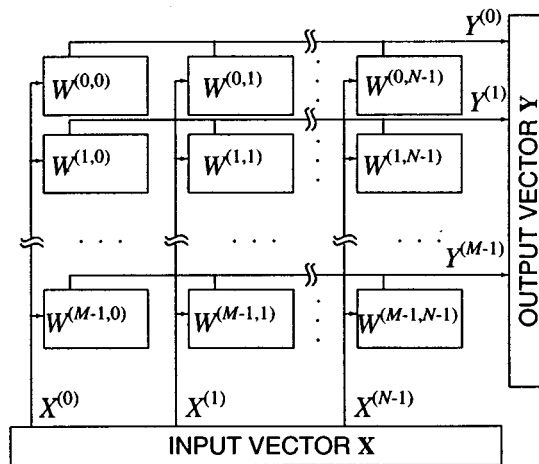 Y^(0)
W^(0,0) W^(0,1) . . . W^(0,N-1)
Y^(1)
W^(1,0) W^(1,1) . . . W^(1,N-1)
. . . . . . . . .
Y^(M-1)
W^(M-1,0) W^(M-1,1) . . . W^(M-1,N-1)
X^(0) X^(1) X^(N-1)
INPUT VECTOR X
OUTPUT VECTOR Y